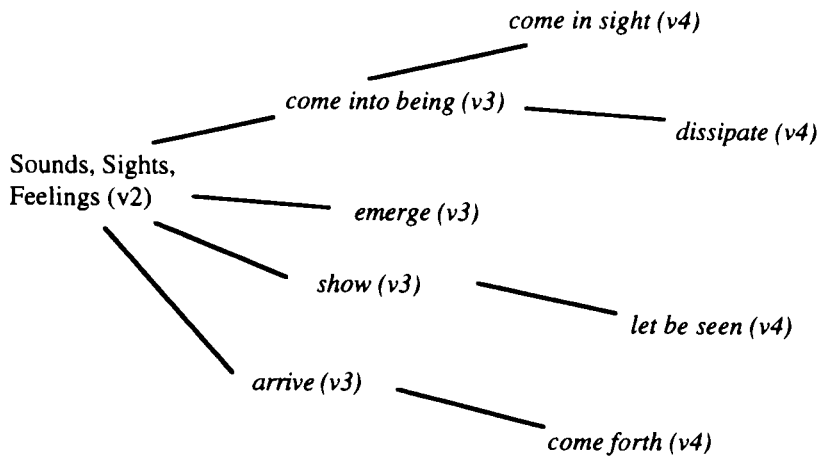 come in sight (v4)
come into being (v3)
dissipate (v4)
Sounds, Sights,
Feelings (v2)
emerge (v3)
show (v3)
let be seen (v4)
arrive (v3)
come forth (v4)